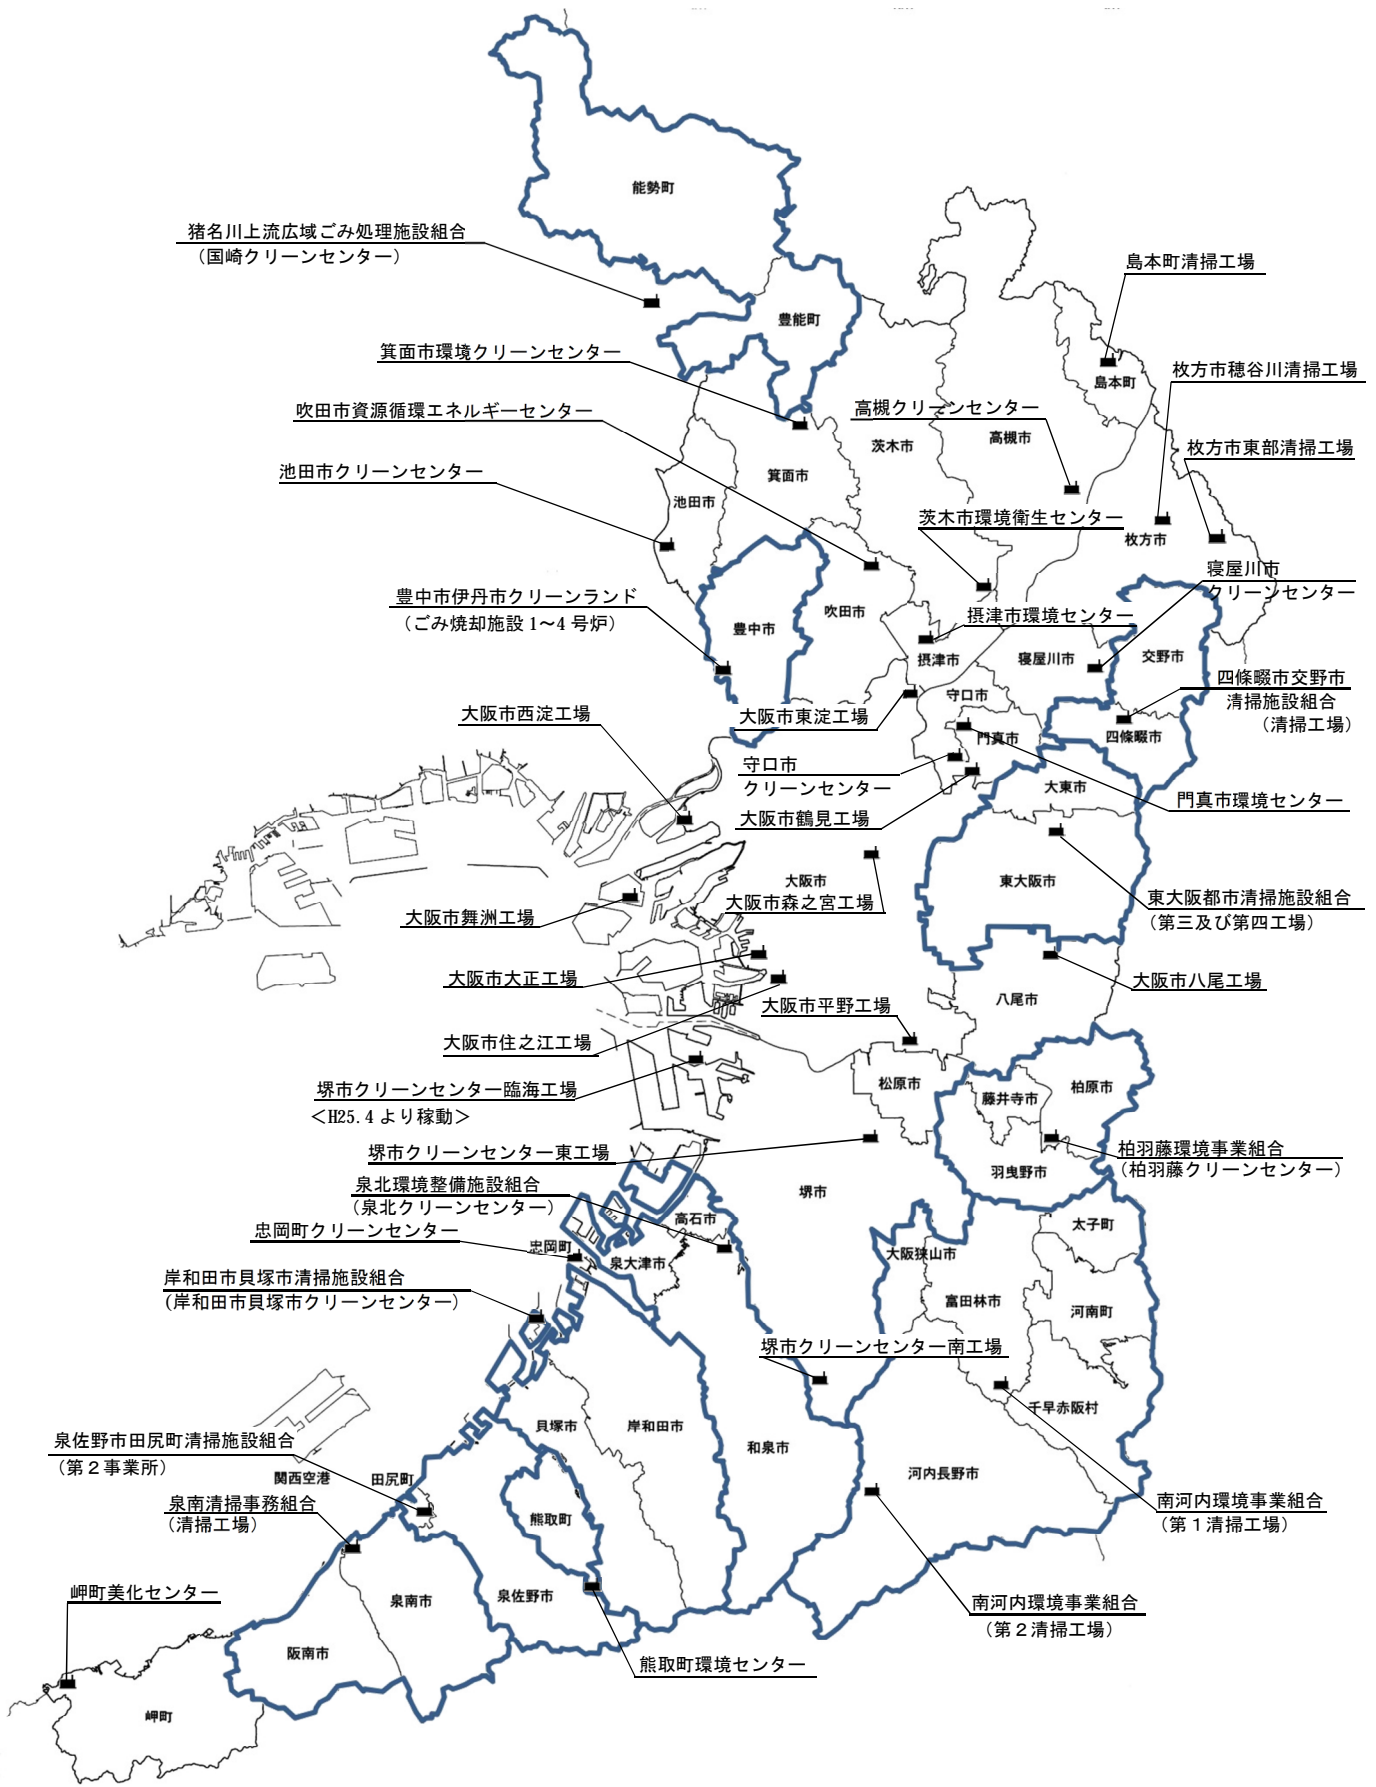 能勢町
猪名川上流広域ごみ処理施設組合
（国崎クリーンセンター）
島本町清掃工場
豊能町
箕面市環境クリーンセンター
島本町
枚方市穂谷川清掃工場
吹田市資源循環エネルギーセンター
高槻クリーンセンター
茨木市
高槻市
枚方市東部清掃工場
池田市クリーンセンター
箕面市
池田市
茨木市環境衛生センター
枚方市
寝屋川市
クリーンセンター
豊中市伊丹市クリーンランド
（ごみ焼却施設1～4号炉）
吹田市
豊中市
摂津市環境センター
摂津市
寝屋川市
交野市
四條畷市交野市
清掃施設組合
（清掃工場）
守口市
大阪市西淀工場
大阪市東淀工場
門真市
四條畷市
守口市
クリーンセンター
大東市
門真市環境センター
大阪市鶴見工場
大阪市
東大阪市
大阪市森之宮工場
東大阪都市清掃施設組合
（第三及び第四工場）
大阪市舞洲工場
大阪市大正工場
大阪市八尾工場
八尾市
大阪市平野工場
大阪市住之江工場
松原市
柏原市
藤井寺市
堺市クリーンセンター臨海工場
＜H25.4より稼動＞
堺市クリーンセンター東工場
柏羽藤環境事業組合
（柏羽藤クリーンセンター）
羽曳野市
泉北環境整備施設組合
（泉北クリーンセンター）
堺市
高石市
太子町
忠岡町クリーンセンター
忠岡町
泉大津市
大阪狭山市
岸和田市貝塚市清掃施設組合
（岸和田市貝塚市クリーンセンター）
富田林市
河南町
堺市クリーンセンター南工場
千早赤阪村
貝塚市
岸和田市
和泉市
泉佐野市田尻町清掃施設組合
（第２事業所）
関西空港
田尻町
河内長野市
泉南清掃事務組合
（清掃工場）
熊取町
南河内環境事業組合
（第１清掃工場）
岬町美化センター
泉南市
泉佐野市
南河内環境事業組合
（第２清掃工場）
阪南市
熊取町環境センター
岬町